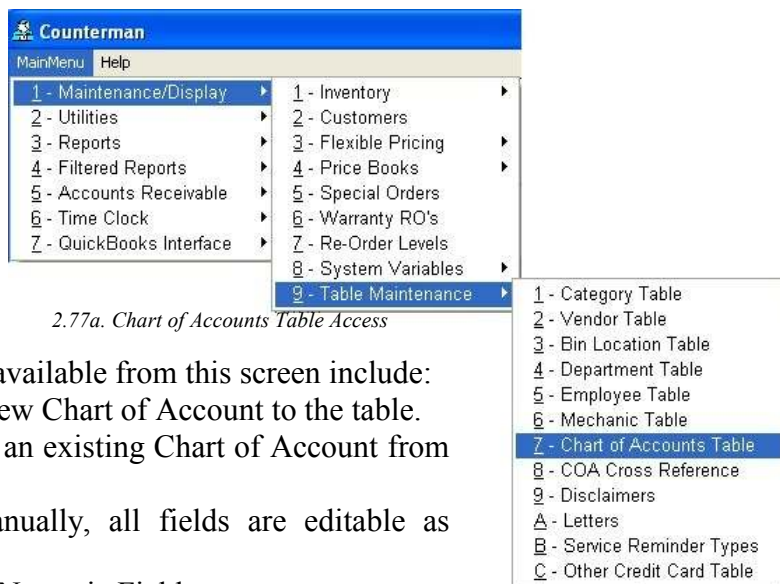 Counterman
MainMenu Help
1 - Maintenance/Display
2 - Utilities
3 - Reports
4 - Filtered Reports
5 - Accounts Receivable
6 - Time Clock
7 - QuickBooks Interface
1 - Inventory
2 - Customers
3 - Flexible Pricing
4 - Price Books
5 - Special Orders
6 - Warranty RO's
7 - Re-Order Levels
8 - System Variables
9 - Table Maintenance
1 - Category Table
2 - Vendor Table
3 - Bin Location Table
4 - Department Table
5 - Employee Table
6 - Mechanic Table
7 - Chart of Accounts Table
8 - COA Cross Reference
9 - Disclaimers
A - Letters
B - Service Reminder Types
C - Other Credit Card Table
2.77a. Chart of Accounts Table Access
available from this screen include:
ew Chart of Account to the table.
an existing Chart of Account from
anually, all fields are editable as